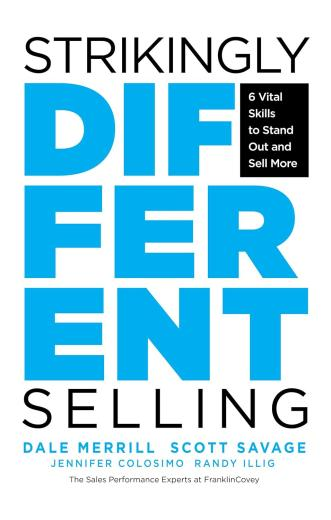 STRIKINGLY
DIF
FER
ENT
6 Vital
Skills
to Stand
Out and
Sell More
SELLING
DALE MERRILL SCOTT SAVAGE
JENNIFER COLOSIMO RANDY ILLIG
The Sales Performance Experts at FranklinCovey